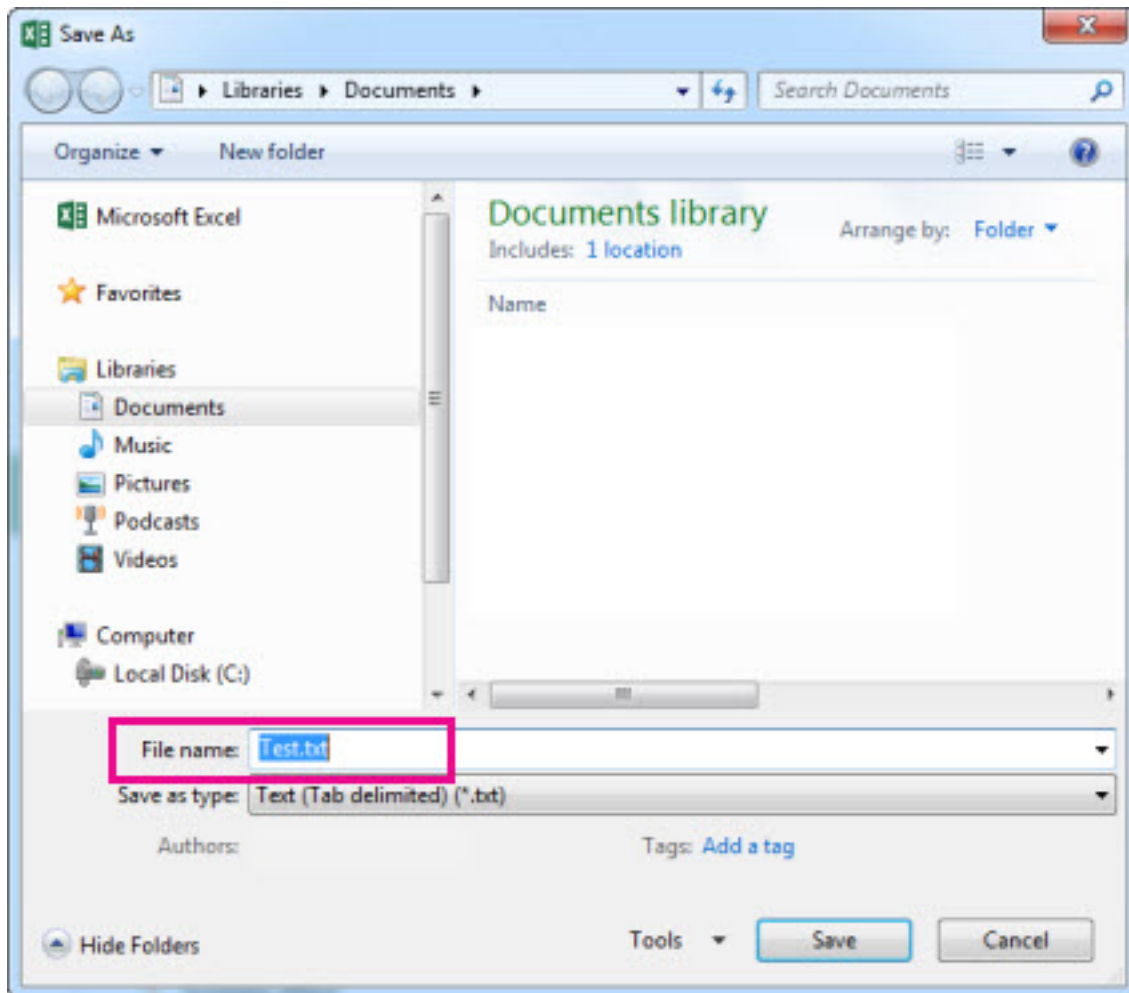 Save As
Libraries Documents Search Documents
Organize New folder
Microsoft Excel
Favorites
Libraries
Documents
Music
Pictures
Podcasts
Videos
Computer
Local Disk (C:)
Documents library
Includes: 1 location
Arrange by: Folder
Name
File name: Test.txt
Save as type: Text (Tab delimited) (*.txt)
Authors: Tags: Add a tag
Hide Folders Tools Save Cancel